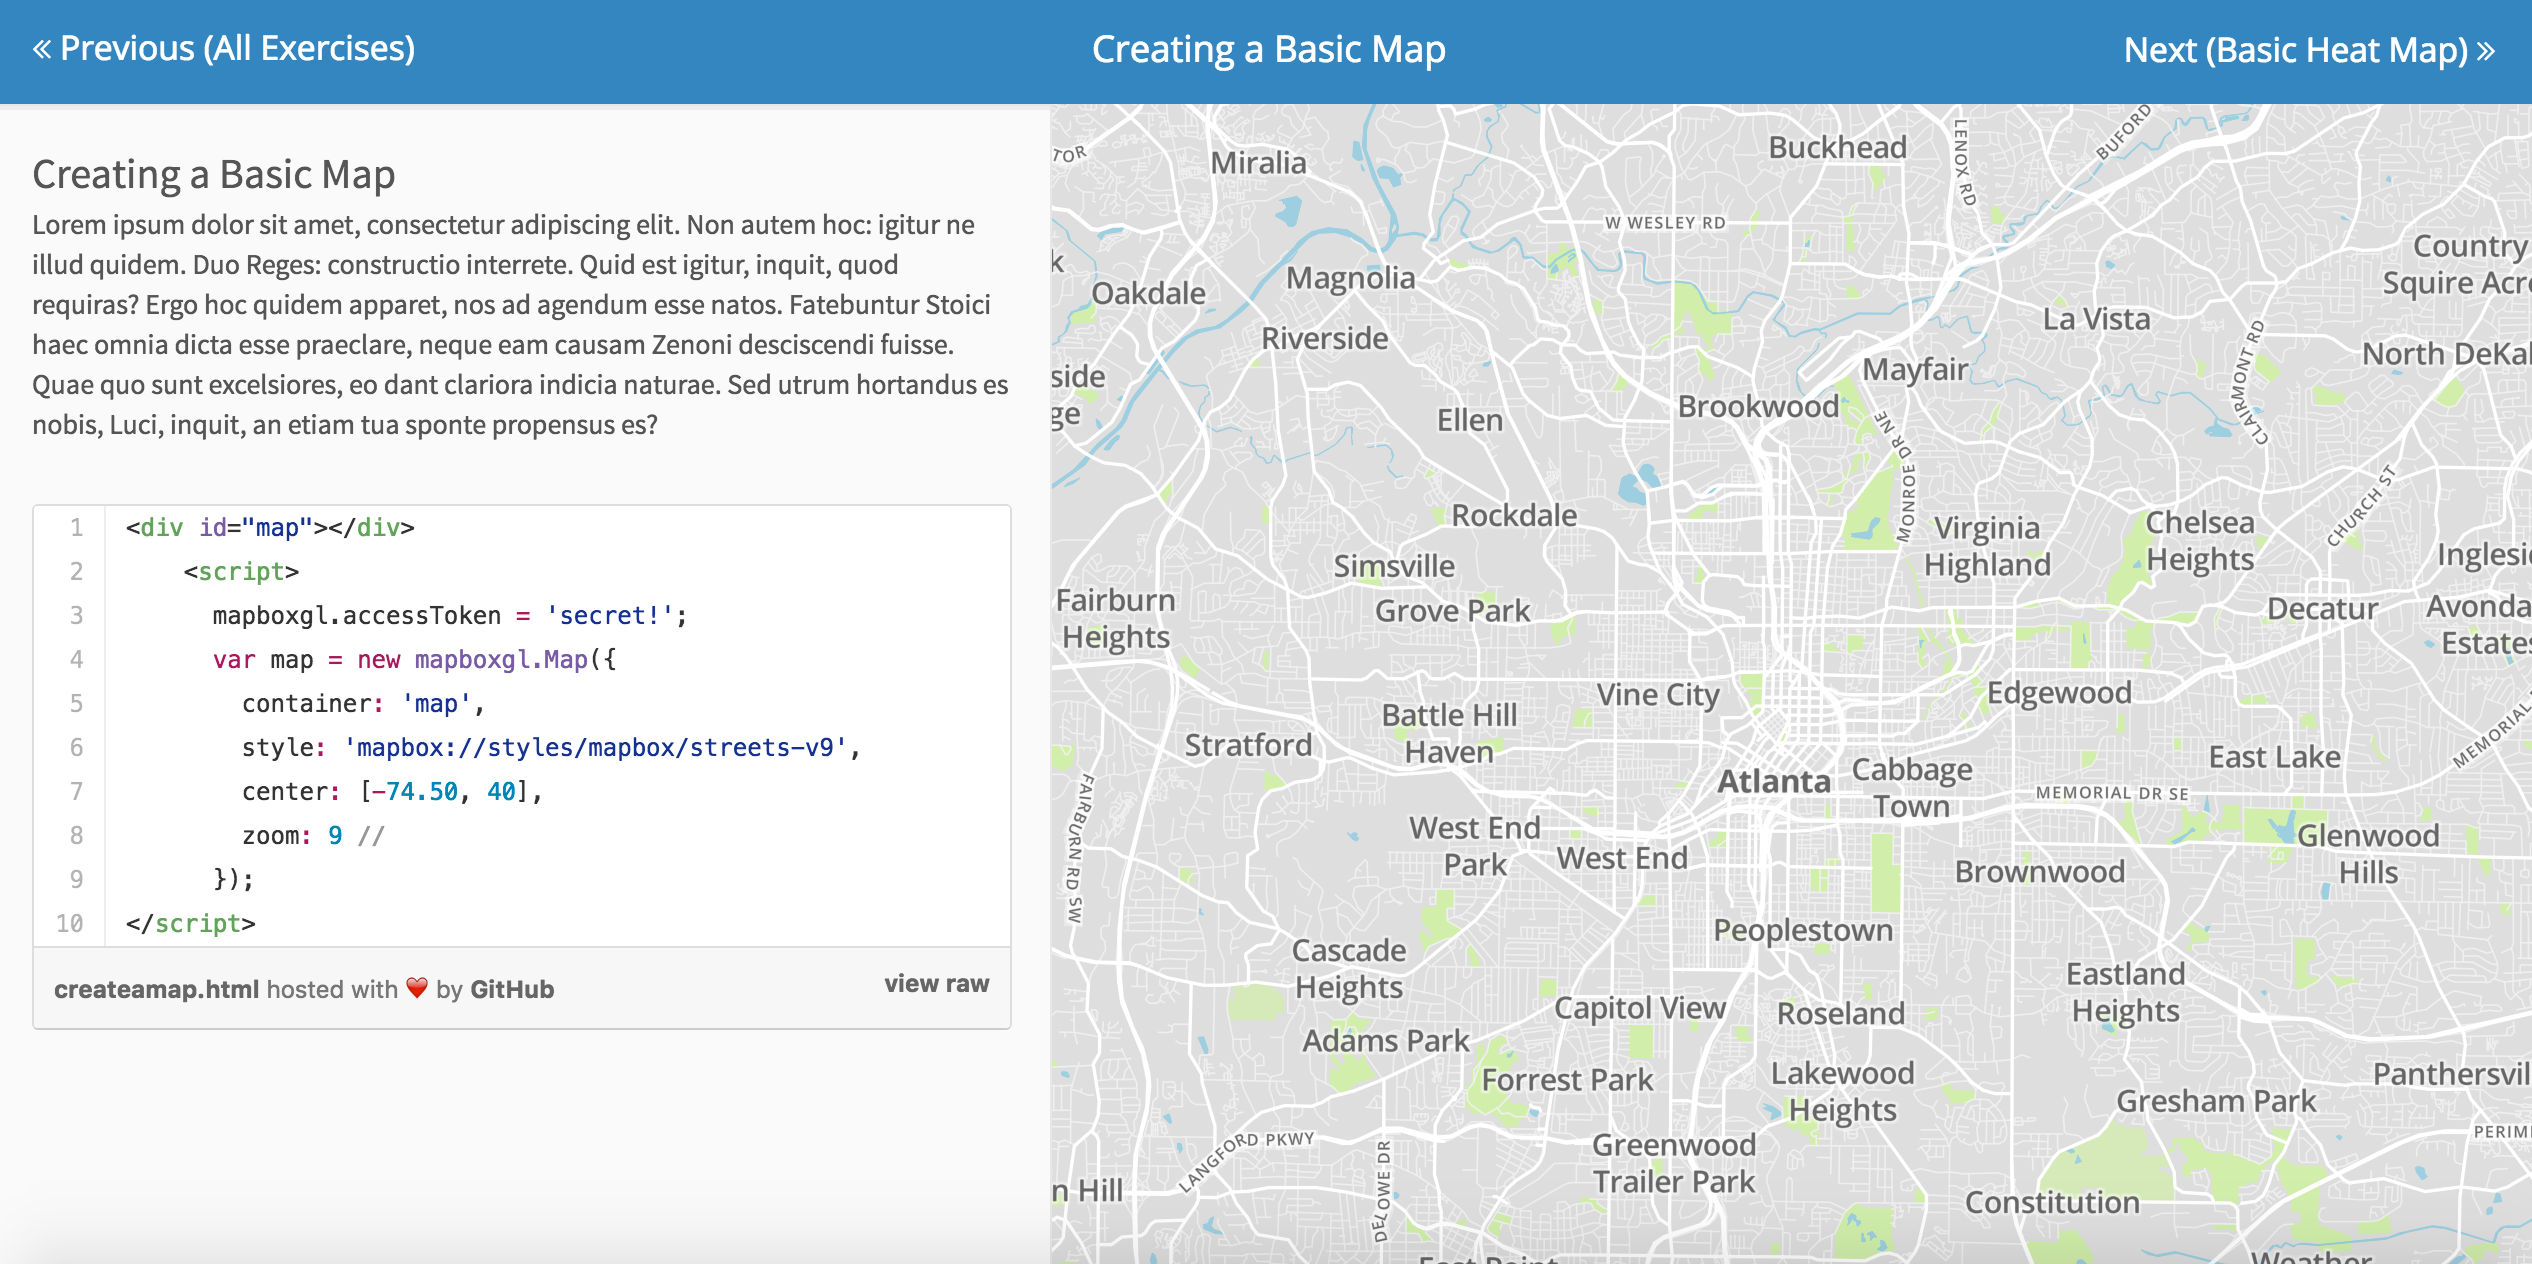 « Previous (All Exercises)
Creating a Basic Map
Next (Basic Heat Map) »
Creating a Basic Map
Lorem ipsum dolor sit amet, consectetur adipiscing elit. Non autem hoc: igitur ne
illud quidem. Duo Reges: constructio interrete. Quid est igitur, inquit, quod
requiras? Ergo hoc quidem apparet, nos ad agendum esse natos. Fatebuntur Stoici
haec omnia dicta esse praeclare, neque eam causam Zenoni desciscendi fuisse.
Quae quo sunt excelsiores, eo dant clariora indicia naturae. Sed utrum hortandus es
nobis, Luci, inquit, an etiam tua sponte propensus es?
1 <div id="map"></div>
2 <script>
3 mapboxgl.accessToken = 'secret!';
4 var map = new mapboxgl.Map({
5 container: 'map',
6 style: 'mapbox://styles/mapbox/streets-v9',
7 center: [-74.50, 40],
8 zoom: 9 //
9 });
10 </script>
createamap.html hosted with ❤ by GitHub
view raw
TOR
Miralia
Buckhead
LENOX RD
BUFORD
W WESLEY RD
k
Oakdale
Magnolia
Country
Squire Acr
Riverside
La Vista
CLAIRMONT RD
North DeKal
side
ge
Mayfair
Ellen
Brookwood
MONROE DR NE
CHURCH ST
Rockdale
Virginia
Highland
Chelsea
Heights
Simsville
Inglesi
Fairburn
Heights
Grove Park
Decatur
Avonda
Estates
Vine City
Edgewood
Battle Hill
Haven
Stratford
MEMORIAL
East Lake
Atlanta
Cabbage
Town
MEMORIAL DR SE
FAIRBURN RD SW
West End
Park
West End
Glenwood
Hills
Brownwood
Peoplestown
Cascade
Heights
Eastland
Heights
Capitol View
Roseland
Adams Park
Forrest Park
Lakewood
Heights
Panthersvil
Gresham Park
LANGFORD PKWY
DELOWE DR
Greenwood
Trailer Park
PERIM
n Hill
Constitution
East Point
Weather